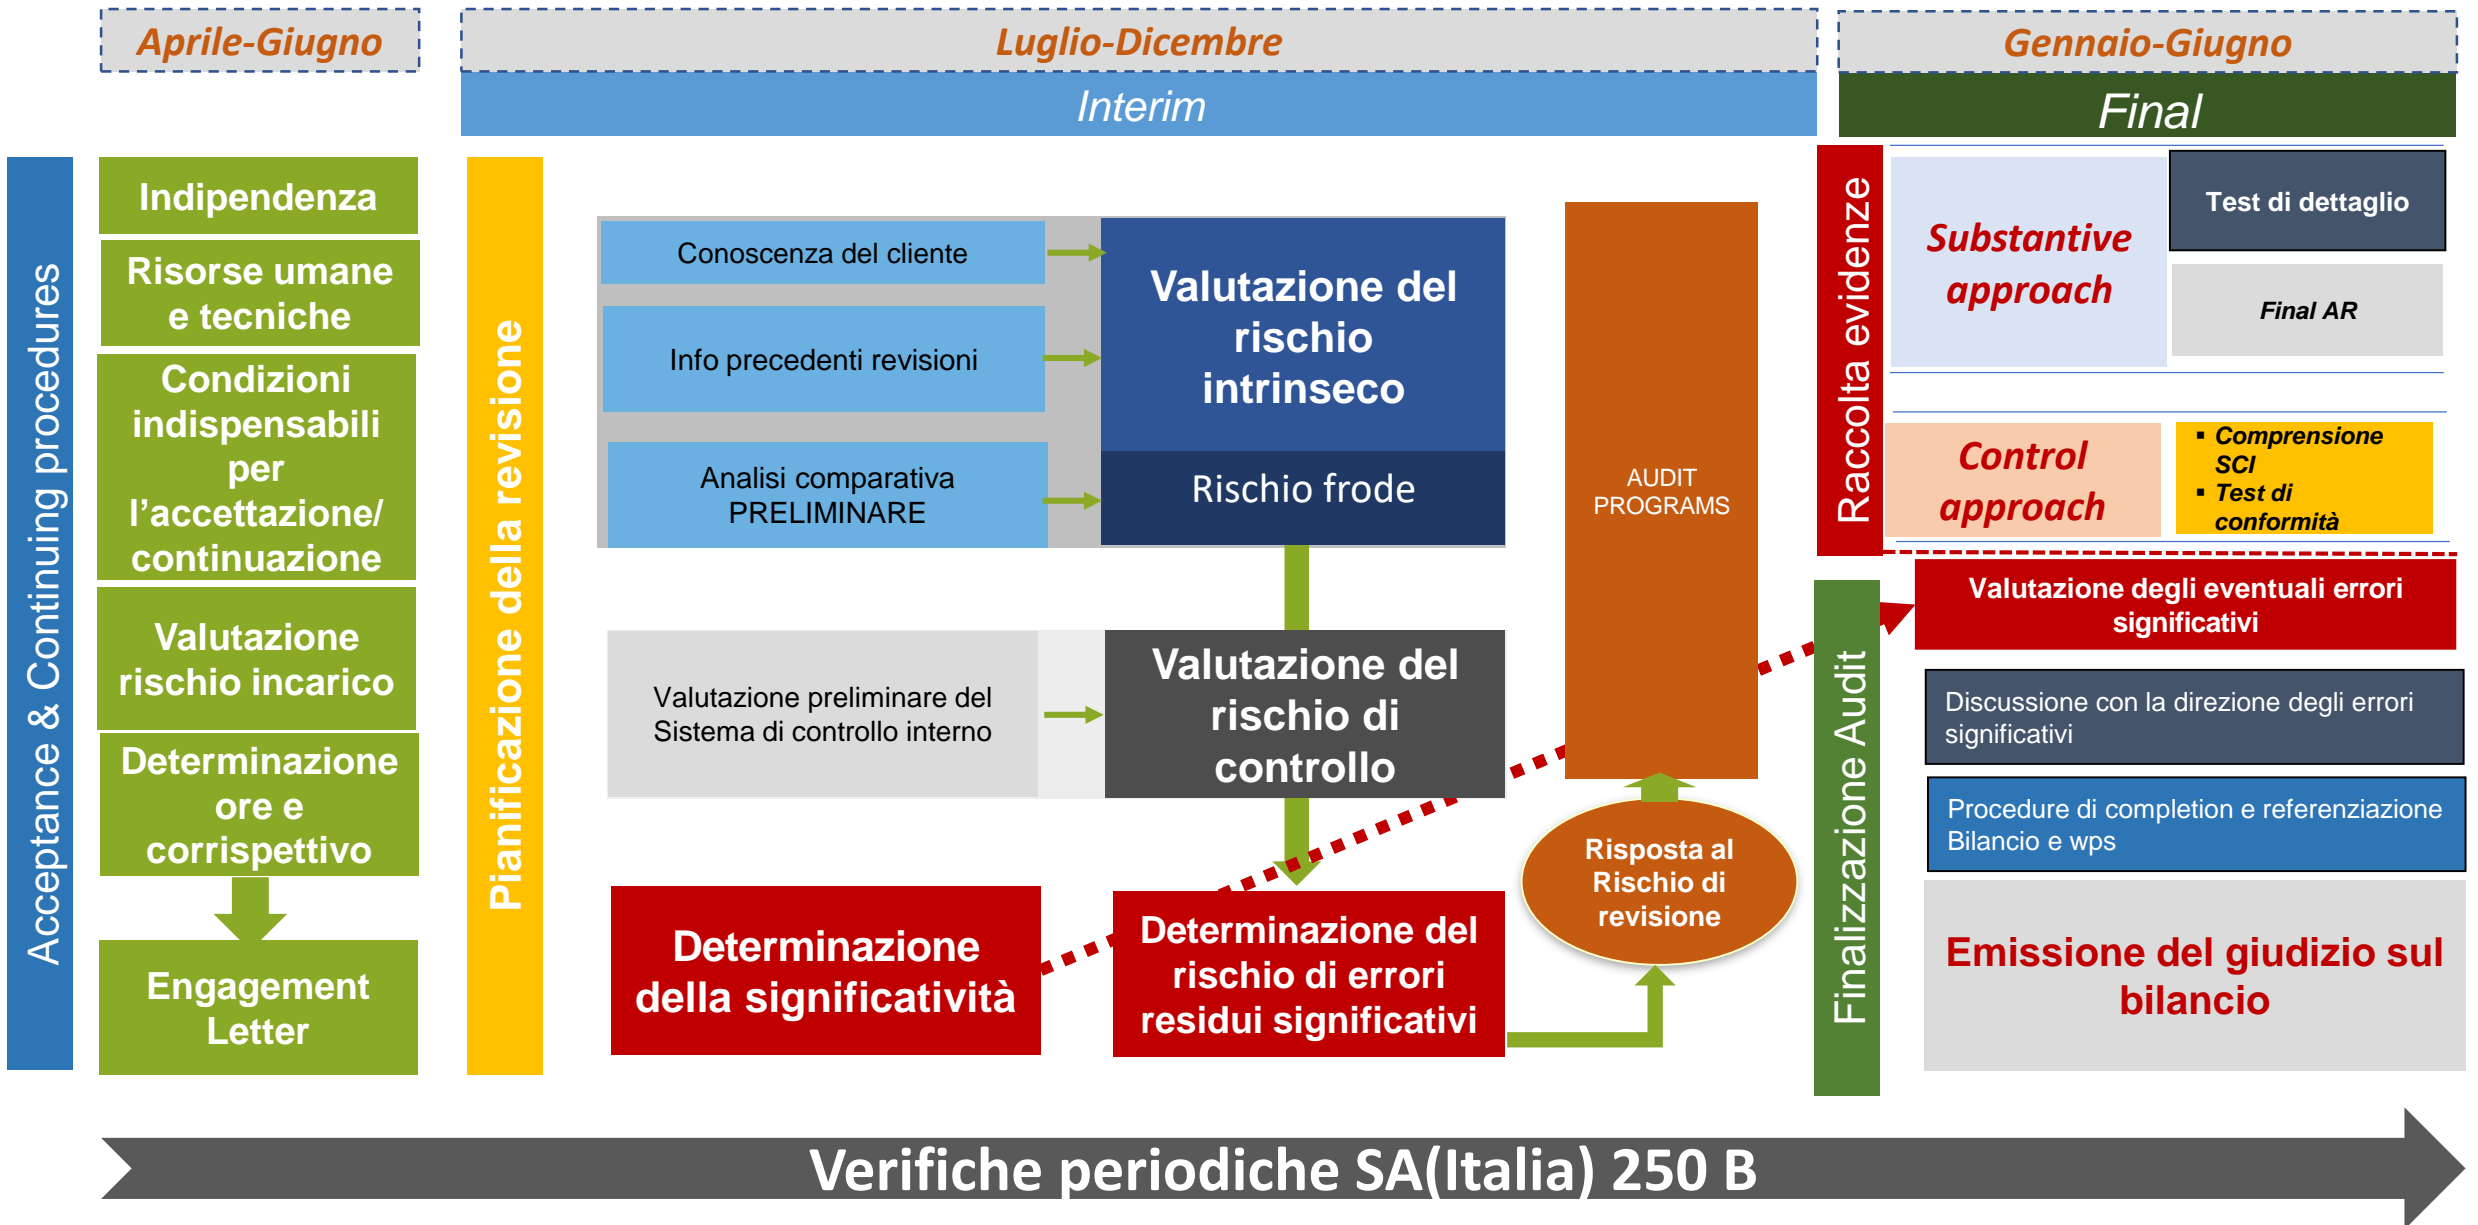 Aprile-Giugno
Luglio-Dicembre
Gennaio-Giugno
Interim
Final
Acceptance & Continuing procedures
Indipendenza
Risorse umane
e tecniche
Condizioni
indispensabili
per
l’accettazione/
continuazione
Valutazione
rischio incarico
Determinazione
ore e
corrispettivo
Engagement
Letter
Pianificazione della revisione
Conoscenza del cliente
Info precedenti revisioni
Analisi comparativa
PRELIMINARE
Valutazione del
rischio
intrinseco
Rischio frode
Valutazione preliminare del
Sistema di controllo interno
Valutazione del
rischio di
controllo
Determinazione
della significatività
Determinazione del
rischio di errori
residui significativi
AUDIT
PROGRAMS
Risposta al
Rischio di
revisione
Raccolta evidenze
Substantive
approach
Test di dettaglio
Final AR
Control
approach
▪ Comprensione
SCI
▪ Test di
conformità
Finalizzazione Audit
Valutazione degli eventuali errori
significativi
Discussione con la direzione degli errori
significativi
Procedure di completion e referenziazione
Bilancio e wps
Emissione del giudizio sul
bilancio
Verifiche periodiche SA(Italia) 250 B